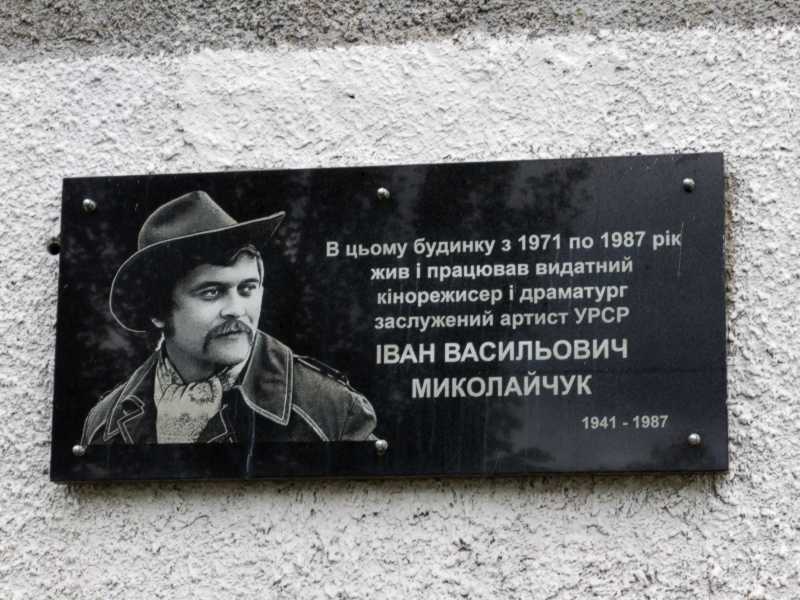 В цьому будинку з 1971 по 1987 рік
жив і працював видатний
кінорежисер і драматург
заслужений артист УРСР
ІВАН ВАСИЛЬОВИЧ
МИКОЛАЙЧУК
1941 - 1987